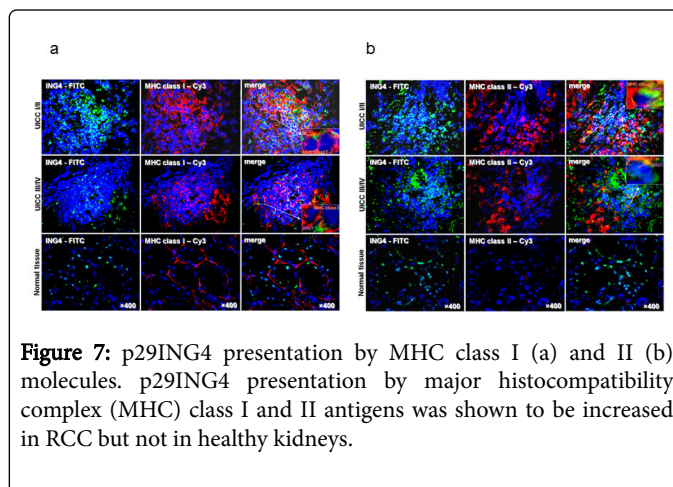 a
b
ING4 - FITC
MHC class I – Cy3
merge
ING4 - FITC
MHC class II – Cy3
merge
UICC I/II
UICC I/II
ING4 - FITC
MHC class I – Cy3
merge
ING4 - FITC
MHC class II – Cy3
merge
UICC III/IV
UICC III/IV
ING4 - FITC
MHC class I – Cy3
merge
ING4 - FITC
MHC class II – Cy3
merge
Normal tissue
Normal tissue
×400
×400
×400
×400
×400
×400
Figure 7: p29ING4 presentation by MHC class I (a) and II (b)
molecules. p29ING4 presentation by major histocompatibility
complex (MHC) class I and II antigens was shown to be increased
in RCC but not in healthy kidneys.